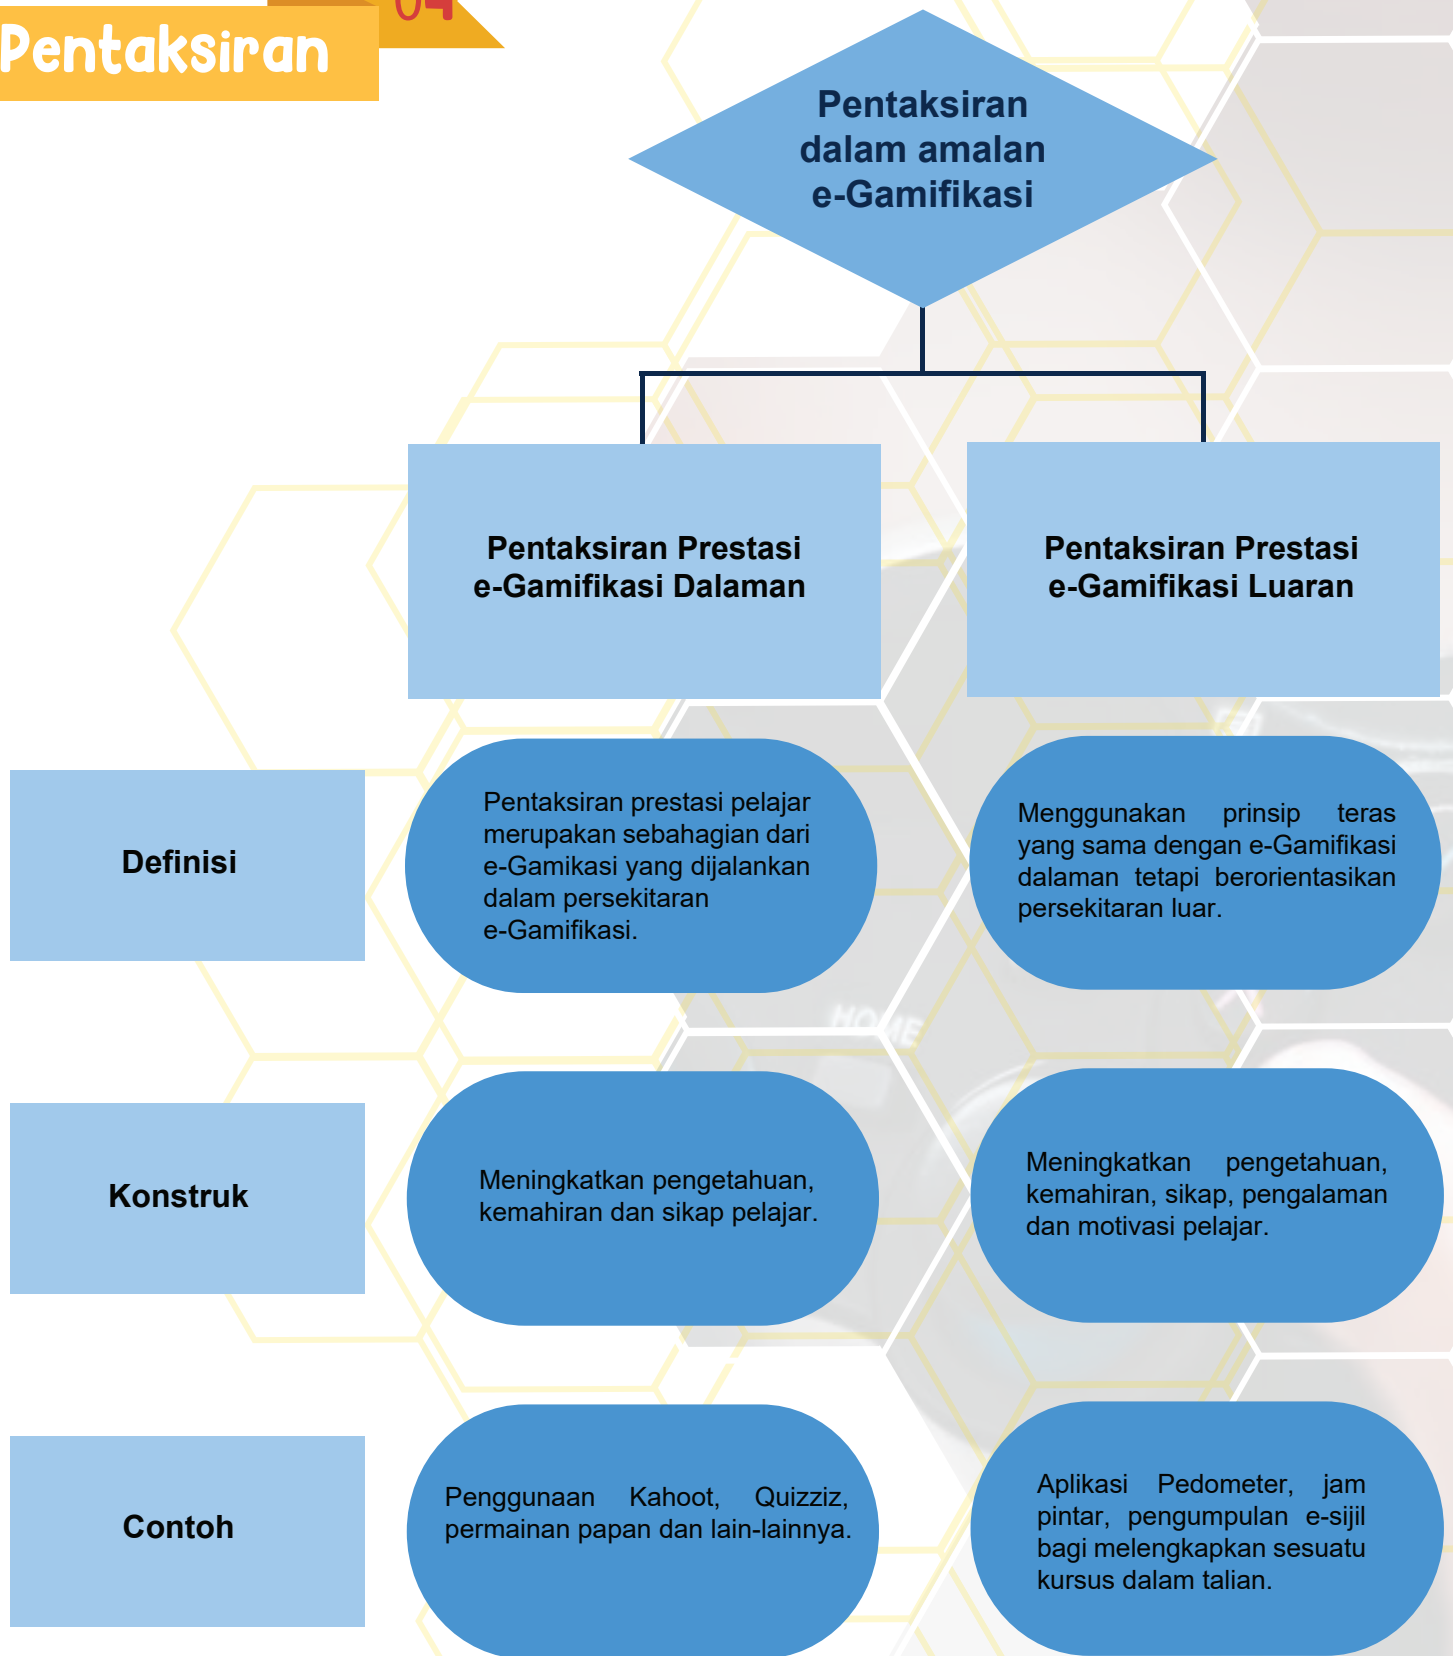 04
Pentaksiran
Pentaksiran
dalam amalan
e-Gamifikasi
Pentaksiran Prestasi
e-Gamifikasi Dalaman
Pentaksiran Prestasi
e-Gamifikasi Luaran
Definisi
Pentaksiran prestasi pelajar
merupakan sebahagian dari
e-Gamikasi yang dijalankan
dalam persekitaran
e-Gamifikasi.
Menggunakan prinsip teras
yang sama dengan e-Gamifikasi
dalaman tetapi berorientasikan
persekitaran luar.
HOME
Konstruk
Meningkatkan pengetahuan,
kemahiran dan sikap pelajar.
Meningkatkan pengetahuan,
kemahiran, sikap, pengalaman
dan motivasi pelajar.
Contoh
Penggunaan Kahoot, Quizziz,
permainan papan dan lain-lainnya.
Aplikasi Pedometer, jam
pintar, pengumpulan e-sijil
bagi melengkapkan sesuatu
kursus dalam talian.